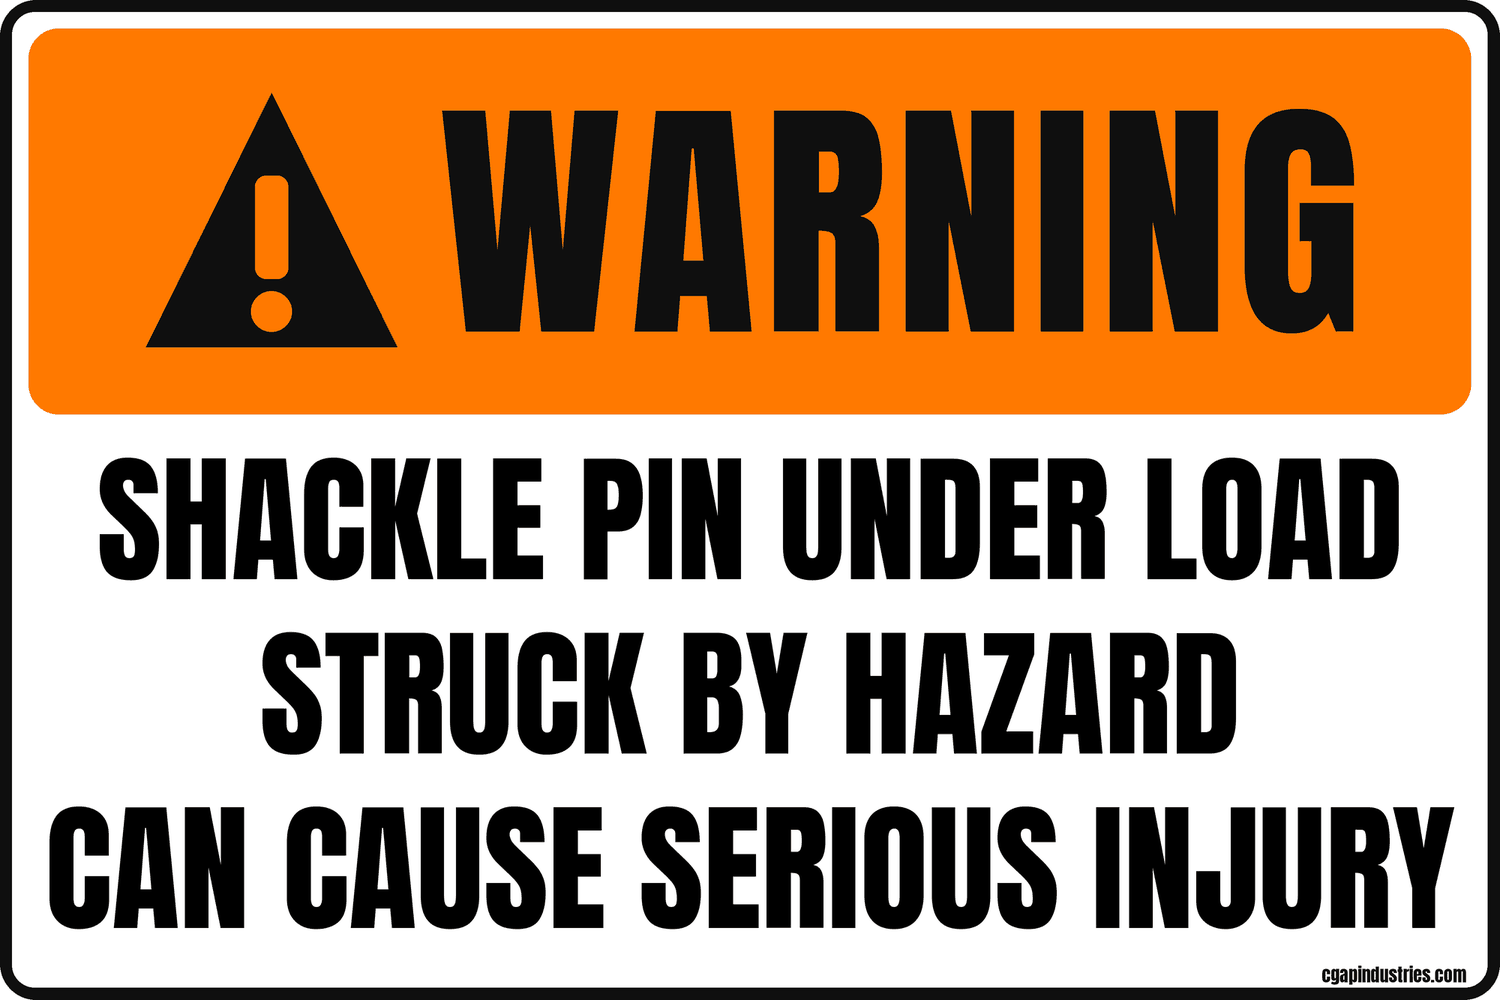 WARNING
SHACKLE PIN UNDER LOAD
STRUCK BY HAZARD
CAN CAUSE SERIOUS INJURY
cgapindustries.com